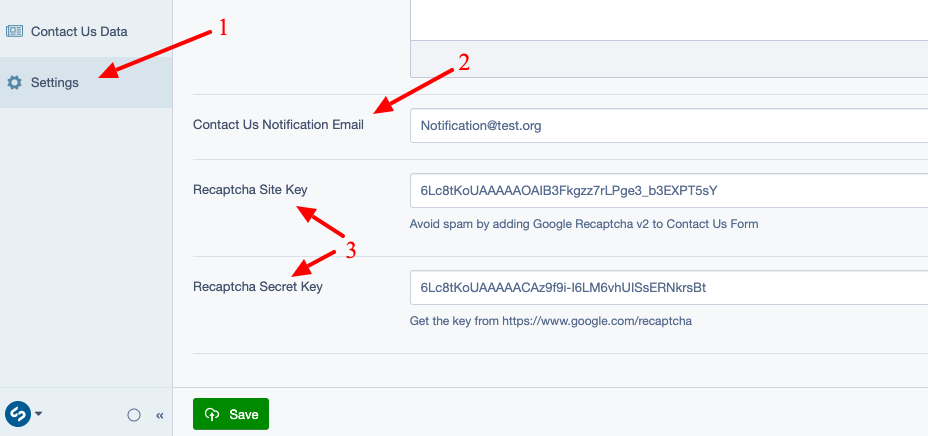 Contact Us Data
1
Settings
2
Contact Us Notification Email
Notification@test.org
Recaptcha Site Key
6Lc8tKoUAAAAAOAIB3Fkgzz7rLPge3_b3EXPT5sY
Avoid spam by adding Google Recaptcha v2 to Contact Us Form
3
Recaptcha Secret Key
6Lc8tKoUAAAAACAz9f9i-I6LM6vhUISsERNkrsBt
Get the key from https://www.google.com/recaptcha
«
Save